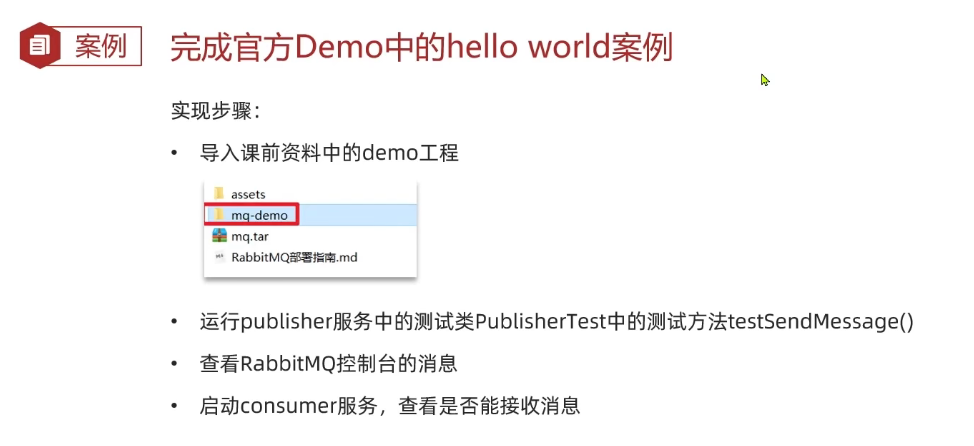 案例
完成官方Demo中的hello world案例
实现步骤：
• 导入课前资料中的demo工程
assets
mq-demo
mq.tar
RabbitMQ部署指南.md
• 运行publisher服务中的测试类PublisherTest中的测试方法testSendMessage()
• 查看RabbitMQ控制台的消息
• 启动consumer服务，查看是否能接收消息